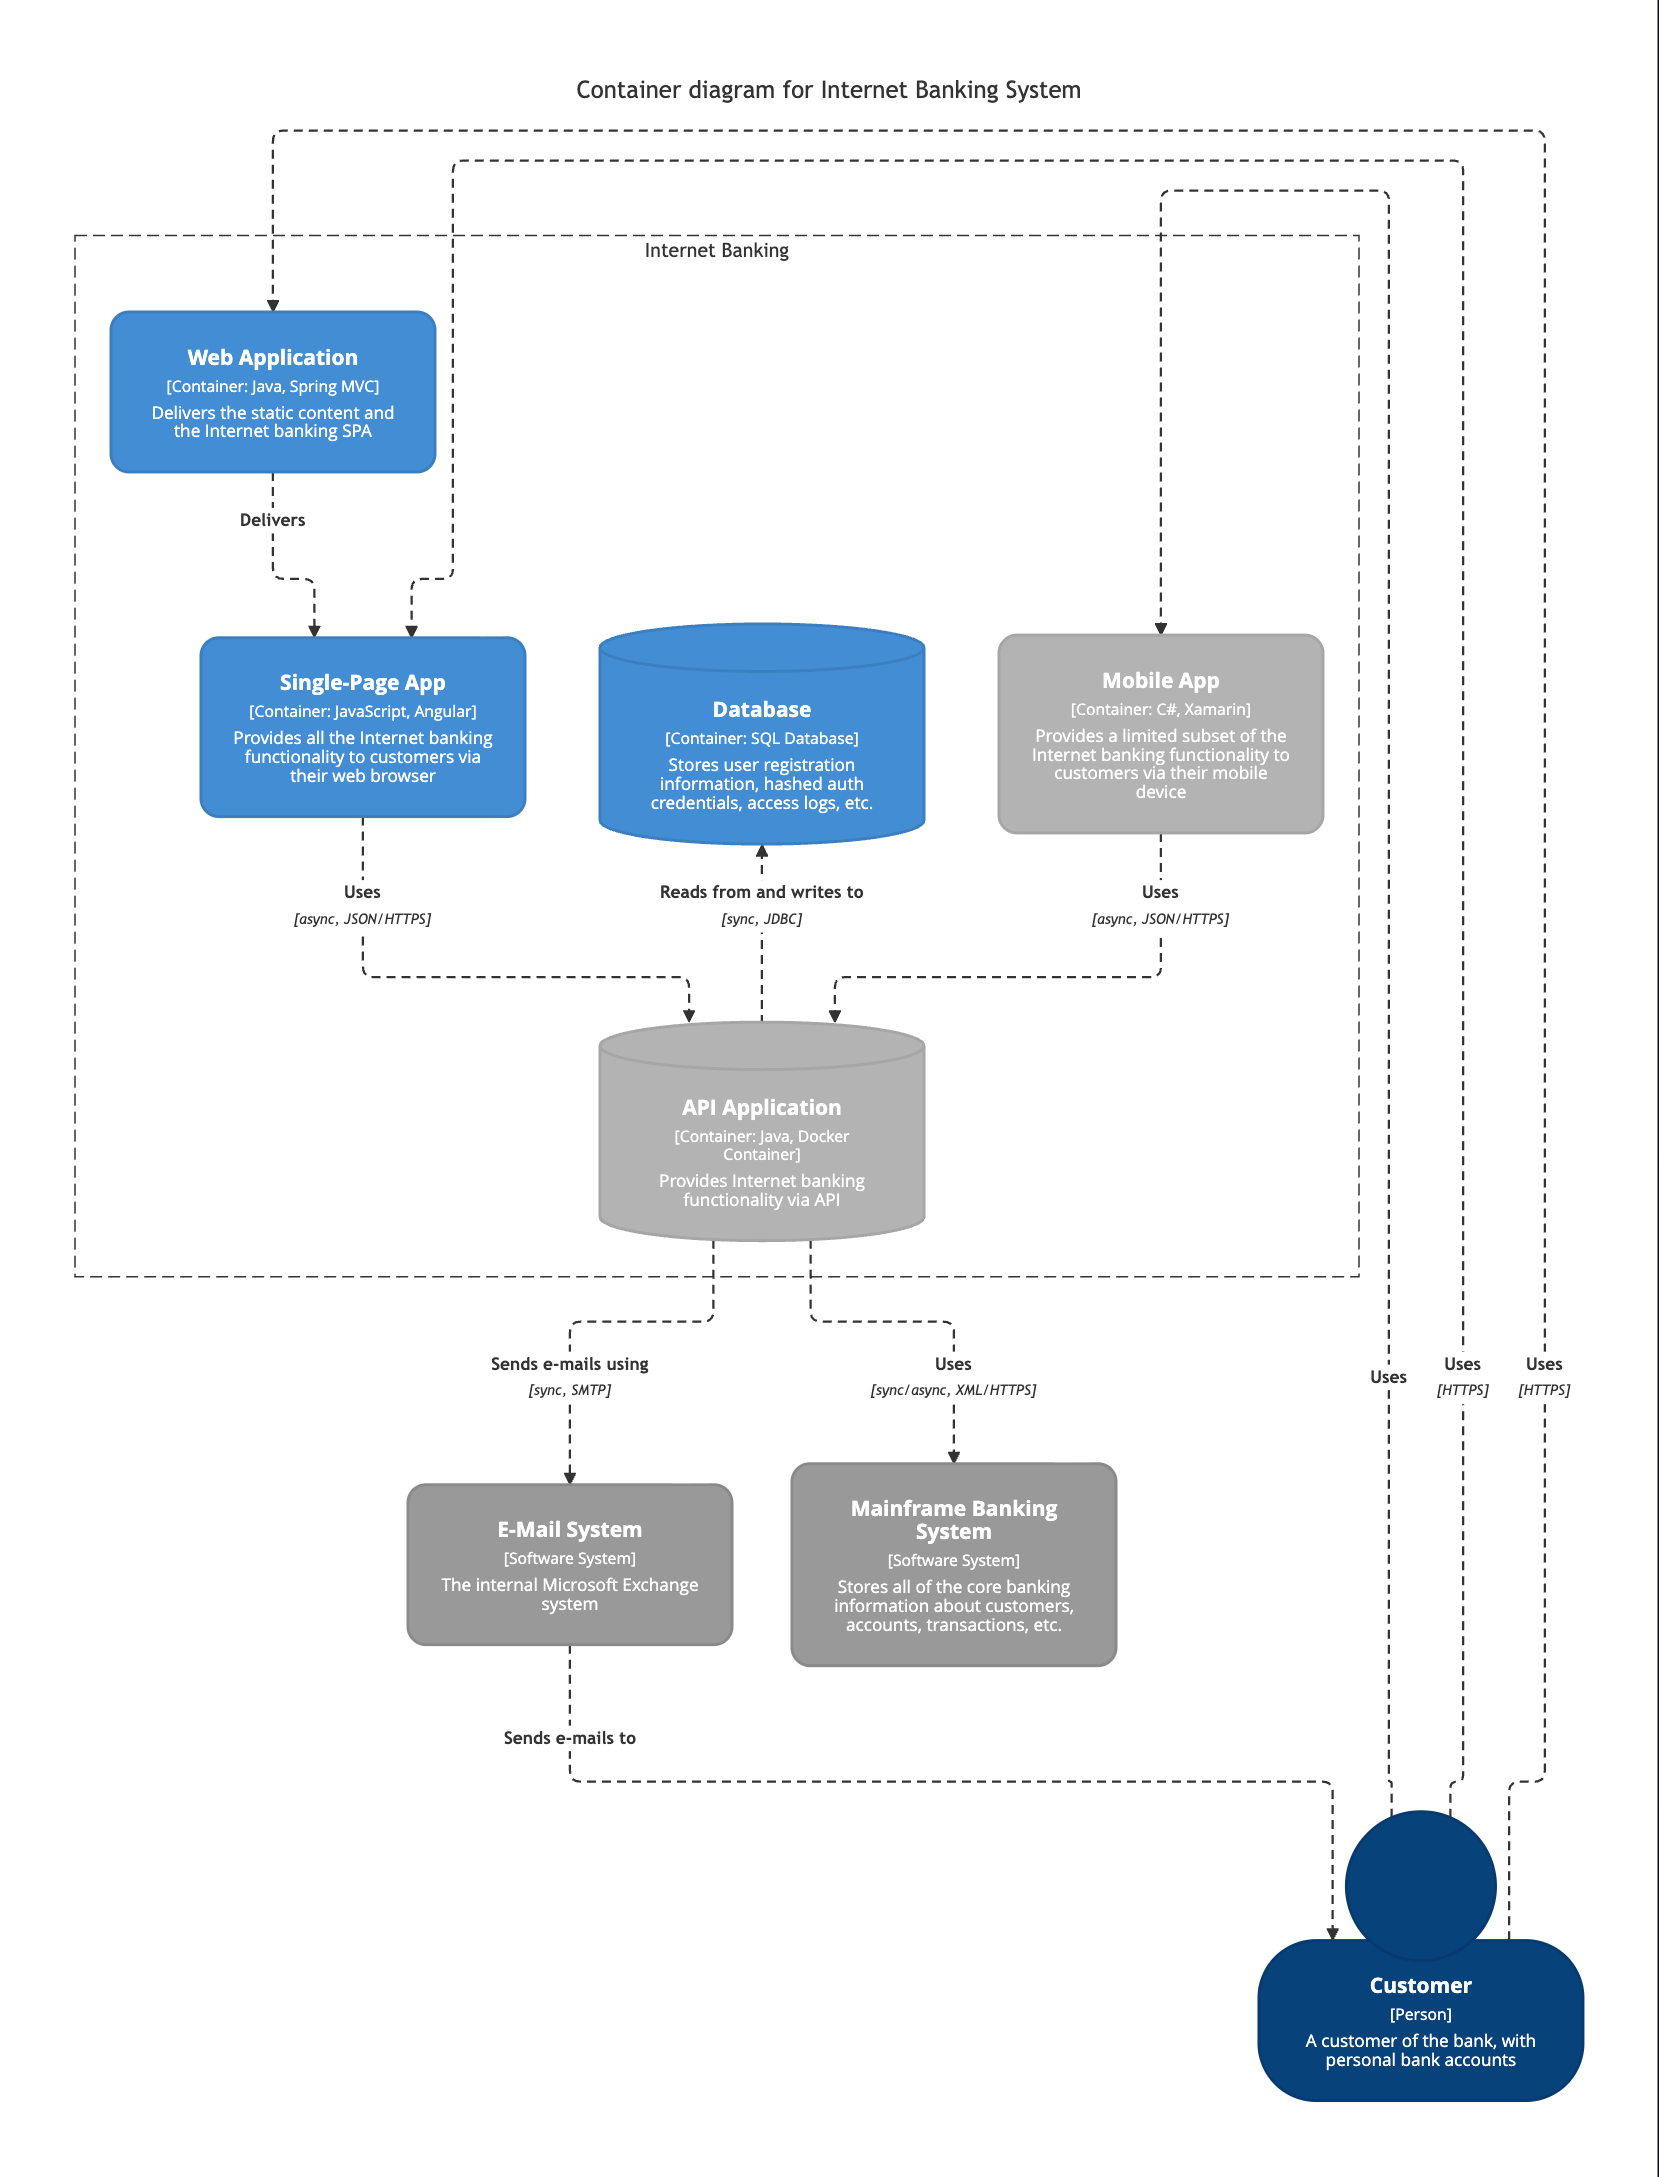 Container diagram for Internet Banking System
Internet Banking
Web Application
[Container: Java, Spring MVC]
Delivers the static content and
the Internet banking SPA
Delivers
Single-Page App
[Container: JavaScript, Angular]
Provides all the Internet banking
functionality to customers via
their web browser
Database
[Container: SQL Database]
Stores user registration
information, hashed auth
credentials, access logs, etc.
Mobile App
[Container: C#, Xamarin]
Provides a limited subset of the
Internet banking functionality to
customers via their mobile
device
Uses
[async, JSON/HTTPS]
Reads from and writes to
[sync, JDBC]
Uses
[async, JSON/HTTPS]
API Application
[Container: Java, Docker
Container]
Provides Internet banking
functionality via API
Sends e-mails using
[sync, SMTP]
Uses
[sync/async, XML/HTTPS]
Uses
Uses
[HTTPS]
Uses
[HTTPS]
E-Mail System
[Software System]
The internal Microsoft Exchange
system
Mainframe Banking
System
[Software System]
Stores all of the core banking
information about customers,
accounts, transactions, etc.
Sends e-mails to
Customer
[Person]
A customer of the bank, with
personal bank accounts